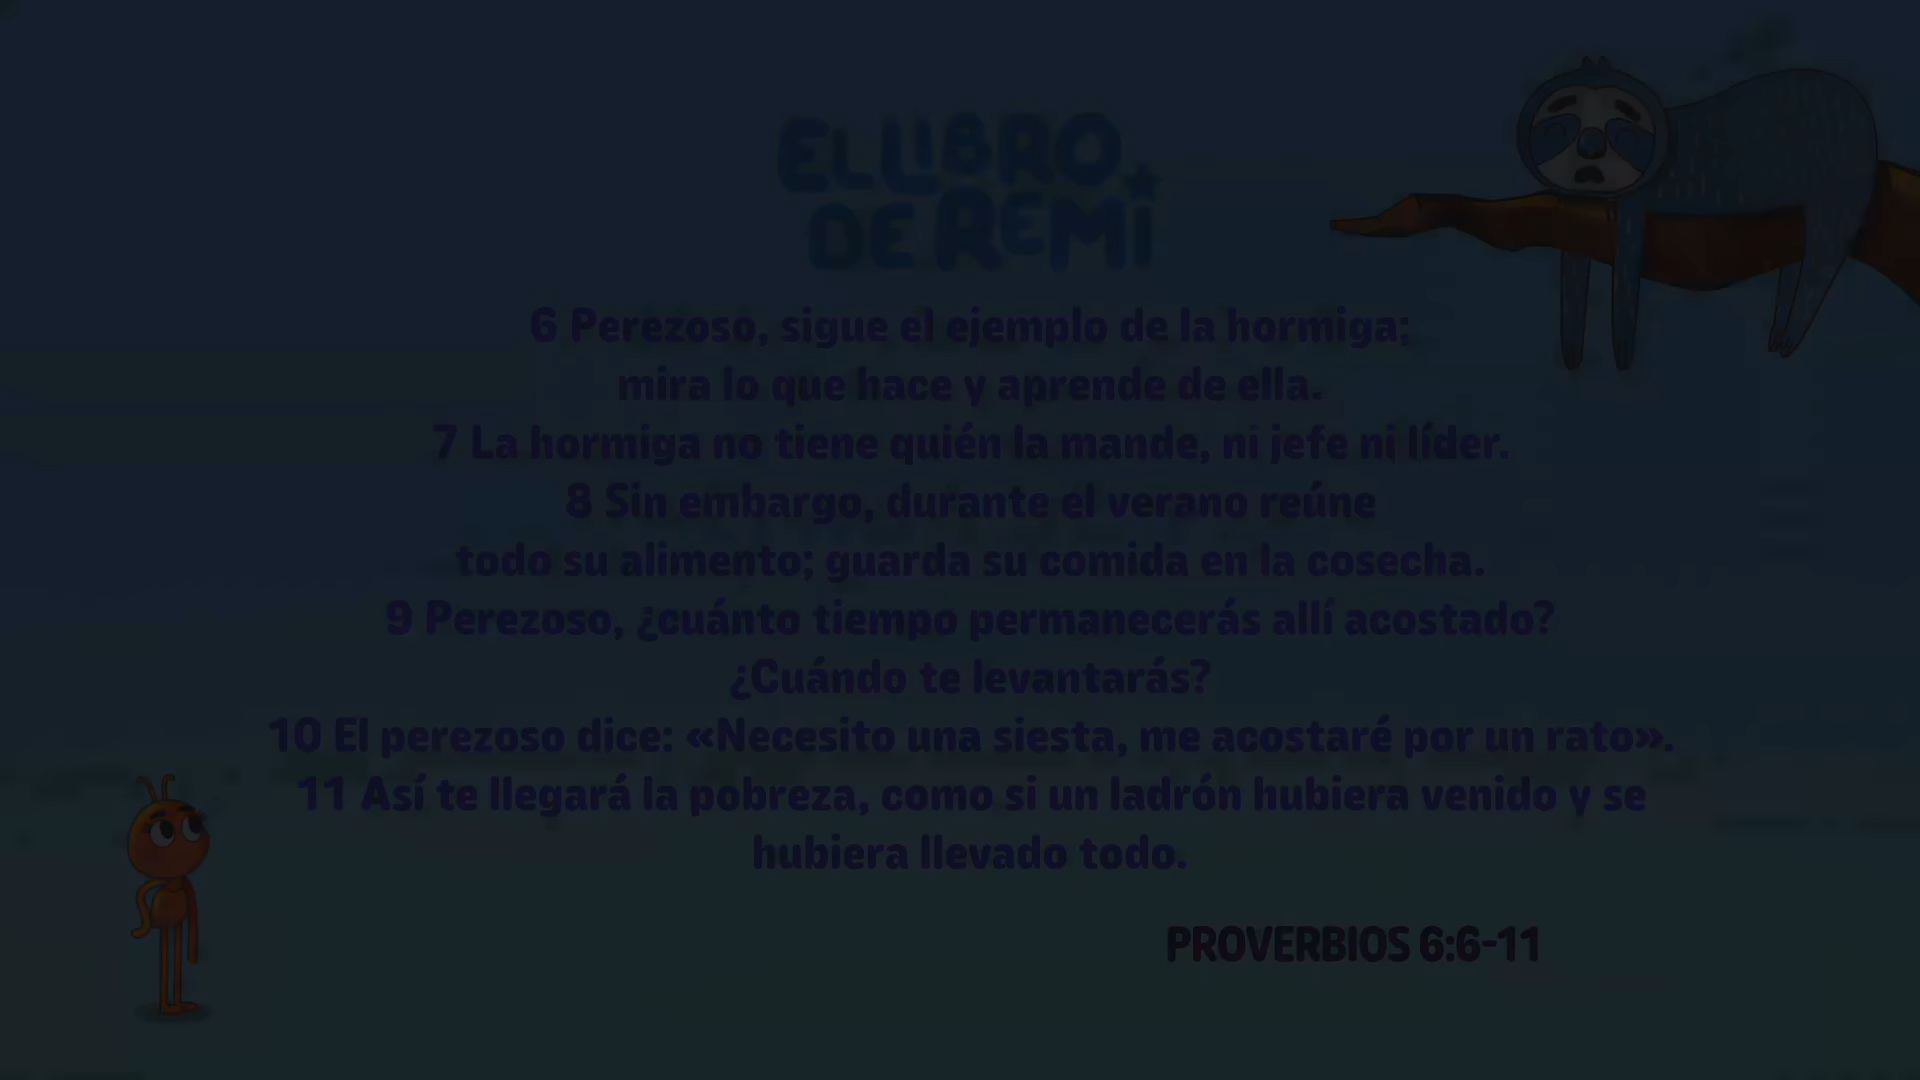 EL LIBRO
DE REMI
6 Perezoso, sigue el ejemplo de la hormiga;
mira lo que hace y aprende de ella.
7 La hormiga no tiene quién la mande, ni jefe ni líder.
8 Sin embargo, durante el verano reúne
todo su alimento; guarda su comida en la cosecha.
9 Perezoso, ¿cuánto tiempo permanecerás allí acostado?
¿Cuándo te levantarás?
10 El perezoso dice: «Necesito una siesta, me acostaré por un rato».
11 Así te llegará la pobreza, como si un ladrón hubiera venido y se
hubiera llevado todo.
PROVERBIOS 6:6-11